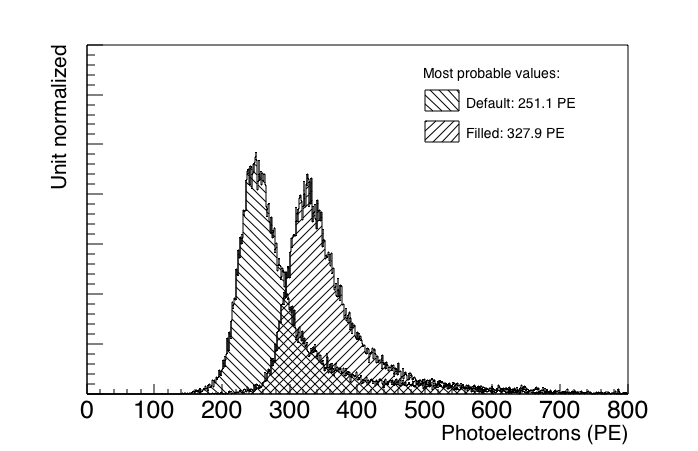 Unit normalized
Most probable values:
Default: 251.1 PE
Filled: 327.9 PE
0 100 200 300 400 500 600 700 800
Photoelectrons (PE)